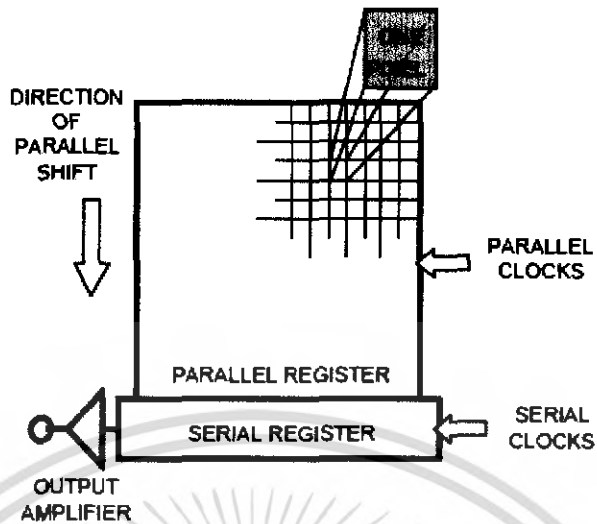 DIRECTION
OF
PARALLEL
SHIFT
PARALLEL
CLOCKS
PARALLEL REGISTER
SERIAL REGISTER
SERIAL
CLOCKS
OUTPUT
AMPLIFIER